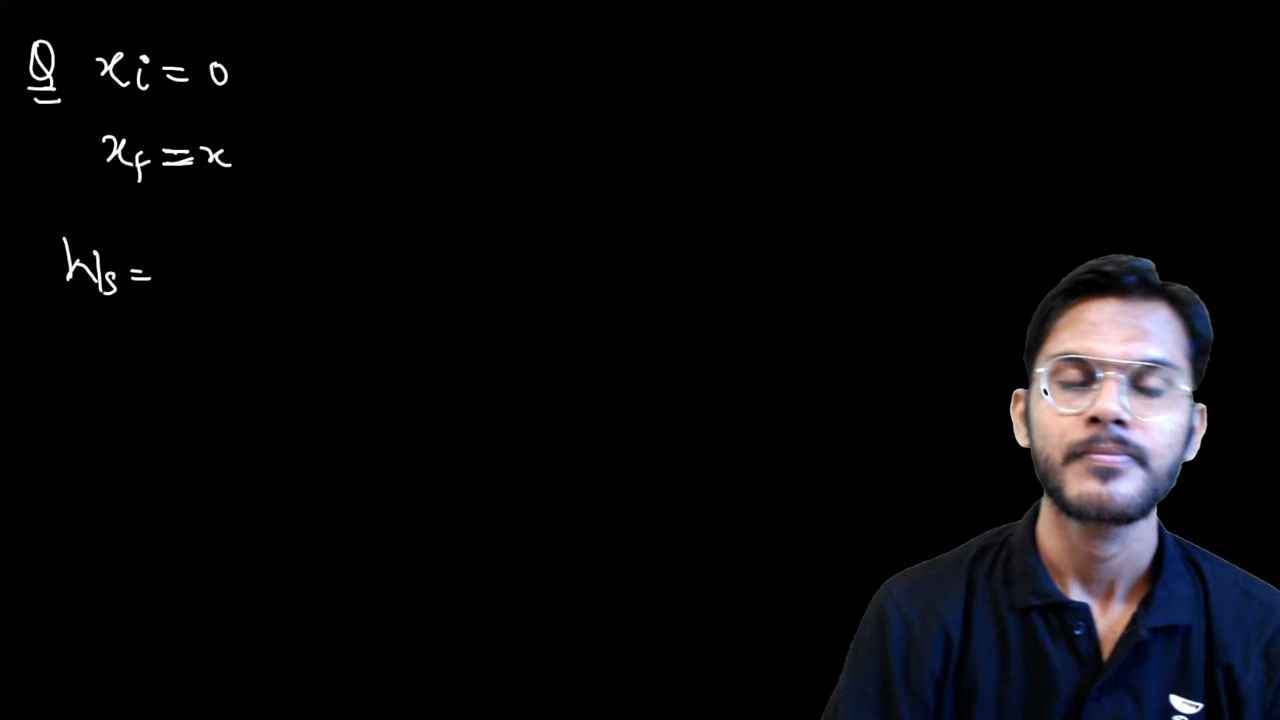 Q xi = 0
xf = x
Ws =